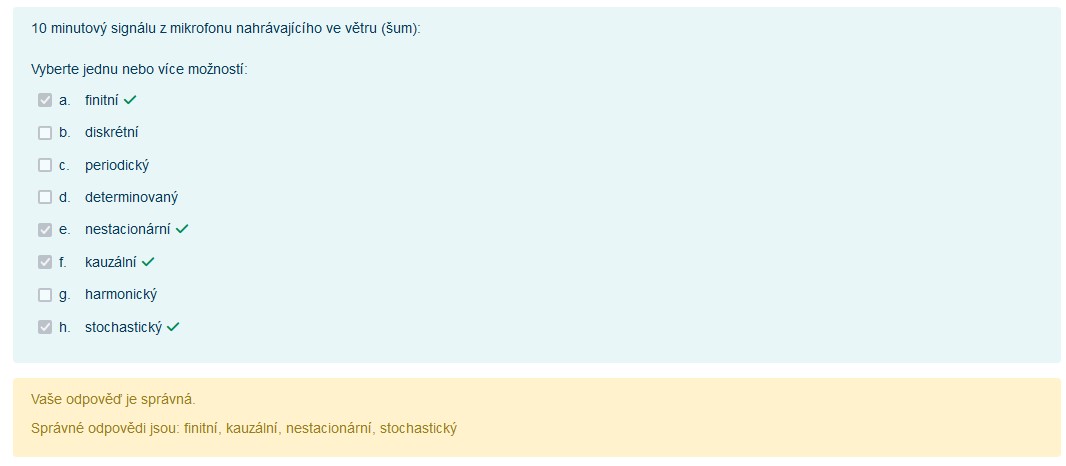 10 minutový signálu z mikrofonu nahrávajícího ve větru (šum):
Vyberte jednu nebo více možností:
a. finitní
b. diskrétní
c. periodický
d. determinovaný
e. nestacionární
f. kauzální
g. harmonický
h. stochastický
Vaše odpověď je správná.
Správné odpovědi jsou: finitní, kauzální, nestacionární, stochastický